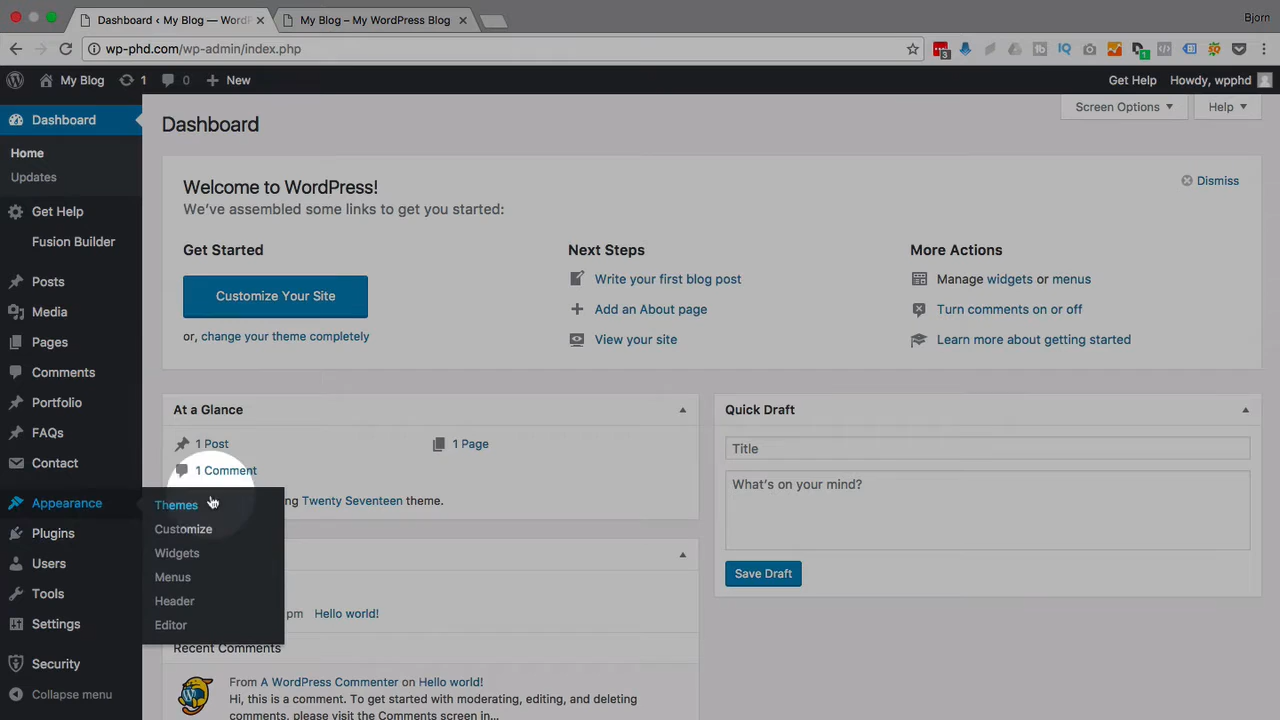 Dashboard ‹ My Blog — WordP
My Blog – My WordPress Blog
Bjorn
wp-phd.com/wp-admin/index.php
3
1
My Blog
1
0
New
Get Help
Howdy, wpphd
Dashboard
Home
Updates
Get Help
Fusion Builder
Posts
Media
Pages
Comments
Portfolio
FAQs
Contact
Appearance
Plugins
Users
Tools
Settings
Security
Collapse menu
Themes
Customize
Widgets
Menus
Header
Editor
Screen Options
Help
Dashboard
Welcome to WordPress!
We've assembled some links to get you started:
Dismiss
Get Started
Customize Your Site
or, change your theme completely
Next Steps
Write your first blog post
Add an About page
View your site
More Actions
Manage widgets or menus
Turn comments on or off
Learn more about getting started
At a Glance
1 Post
1 Page
1 Comment
ng Twenty Seventeen theme.
pm Hello world!
Recent Comments
From A WordPress Commenter on Hello world!
Hi, this is a comment. To get started with moderating, editing, and deleting
comments, please visit the Comments screen in…
Quick Draft
Title
What's on your mind?
Save Draft